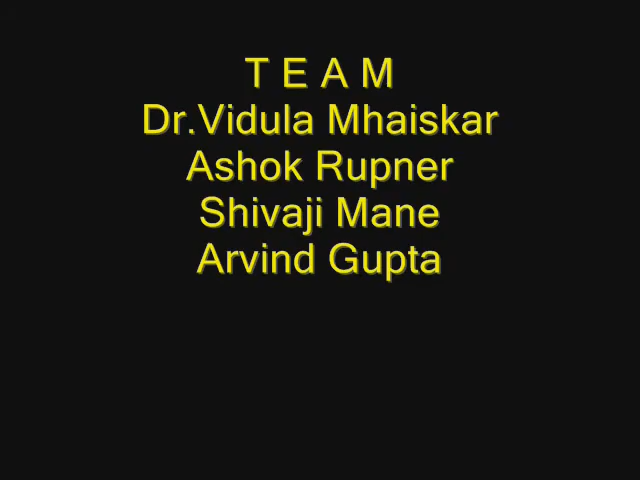 T E A M
Dr.Vidula Mhaiskar
Ashok Rupner
Shivaji Mane
Arvind Gupta